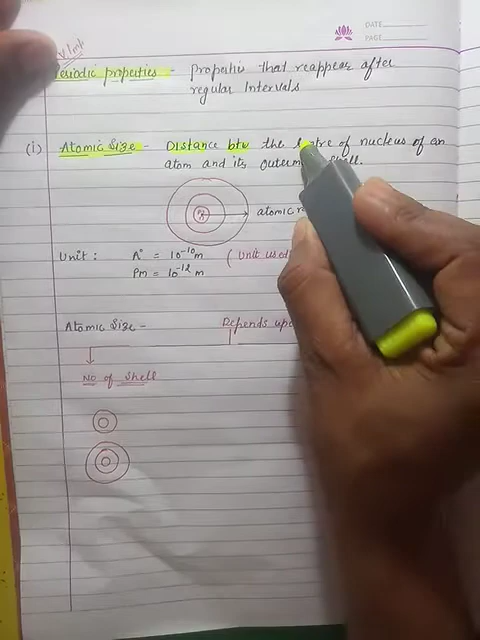 DATE
PAGE
V.Imp
Periodic properties - Properties that reappear after
regular Intervals
(i) Atomic Size - Distance btw the centre of nucleus of an
atom and its outerm shell.
atomic r
Unit : A° = 10⁻¹⁰ m ( Unit used
Pm = 10⁻¹² m
Atomic Size - Depends upo
No of Shell